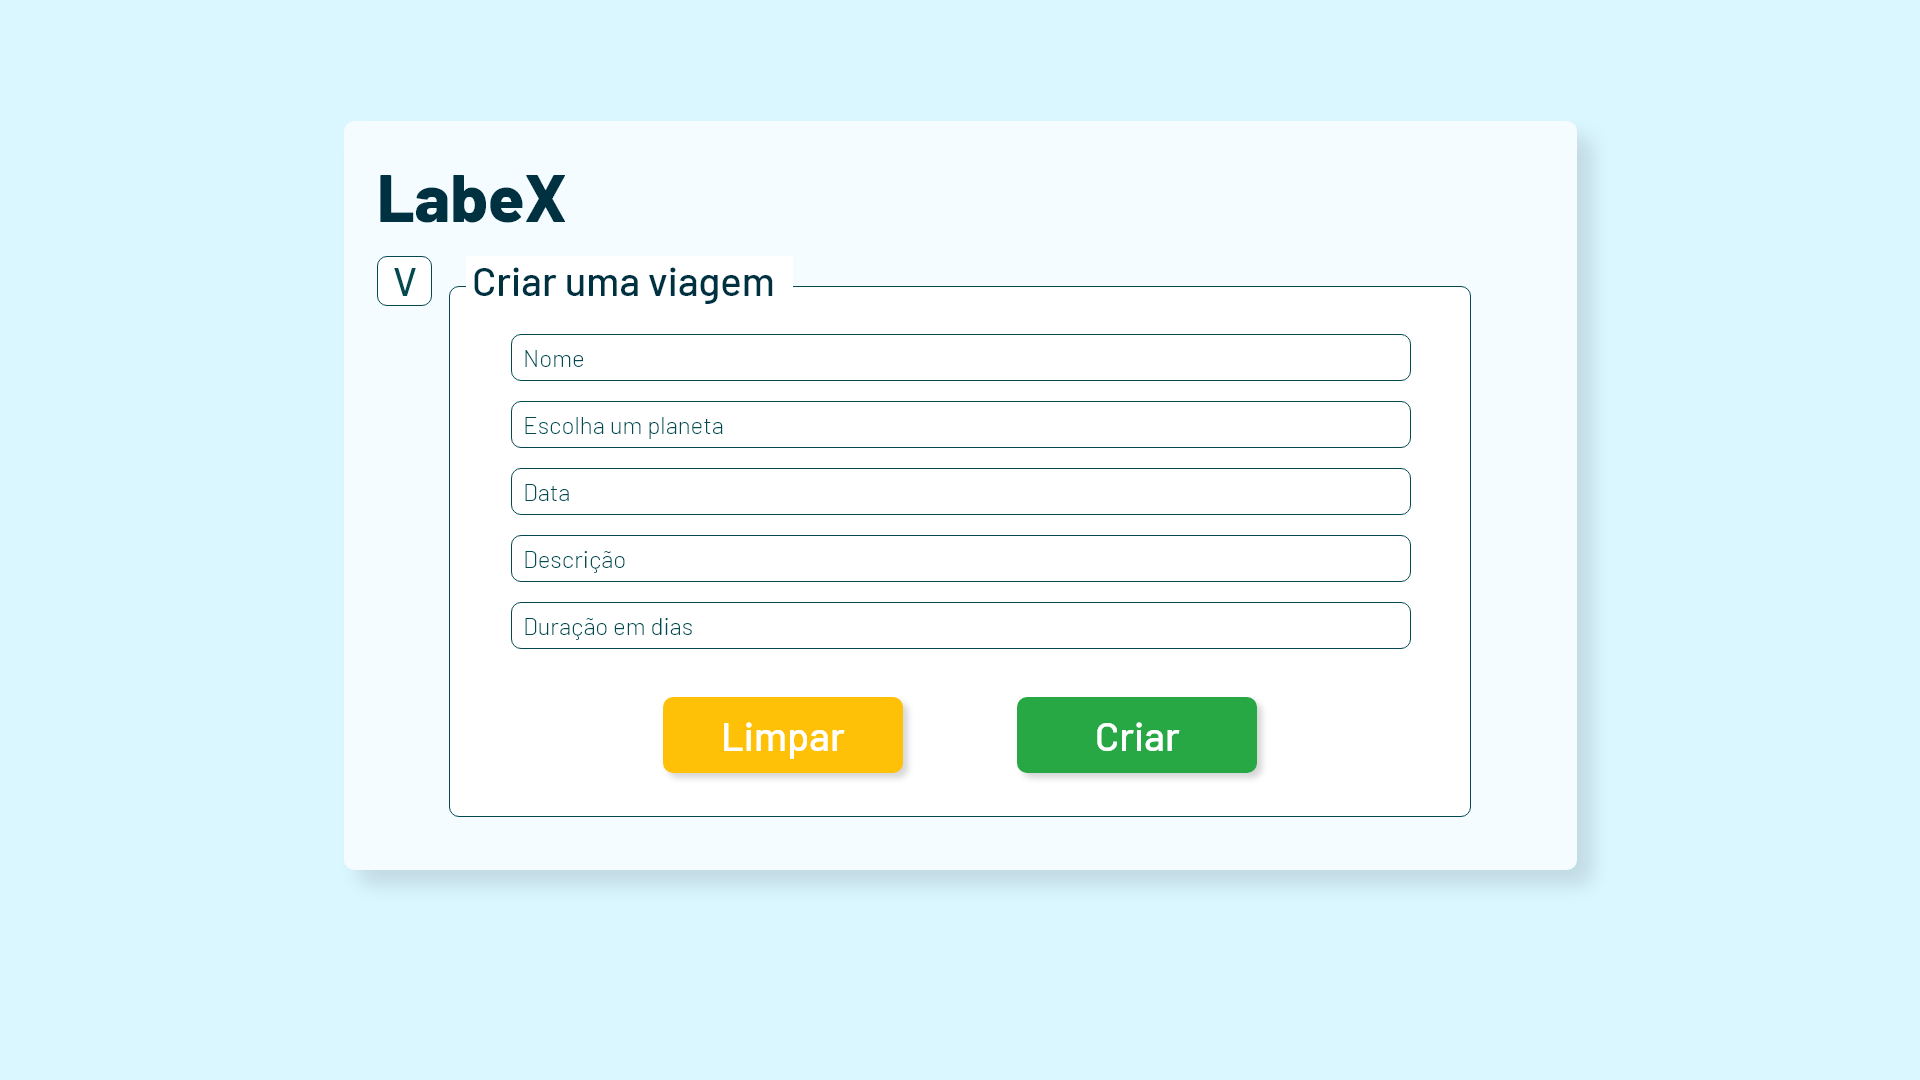 LabeX
V
Criar uma viagem
Nome
Escolha um planeta
Data
Descrição
Duração em dias
Limpar
Criar